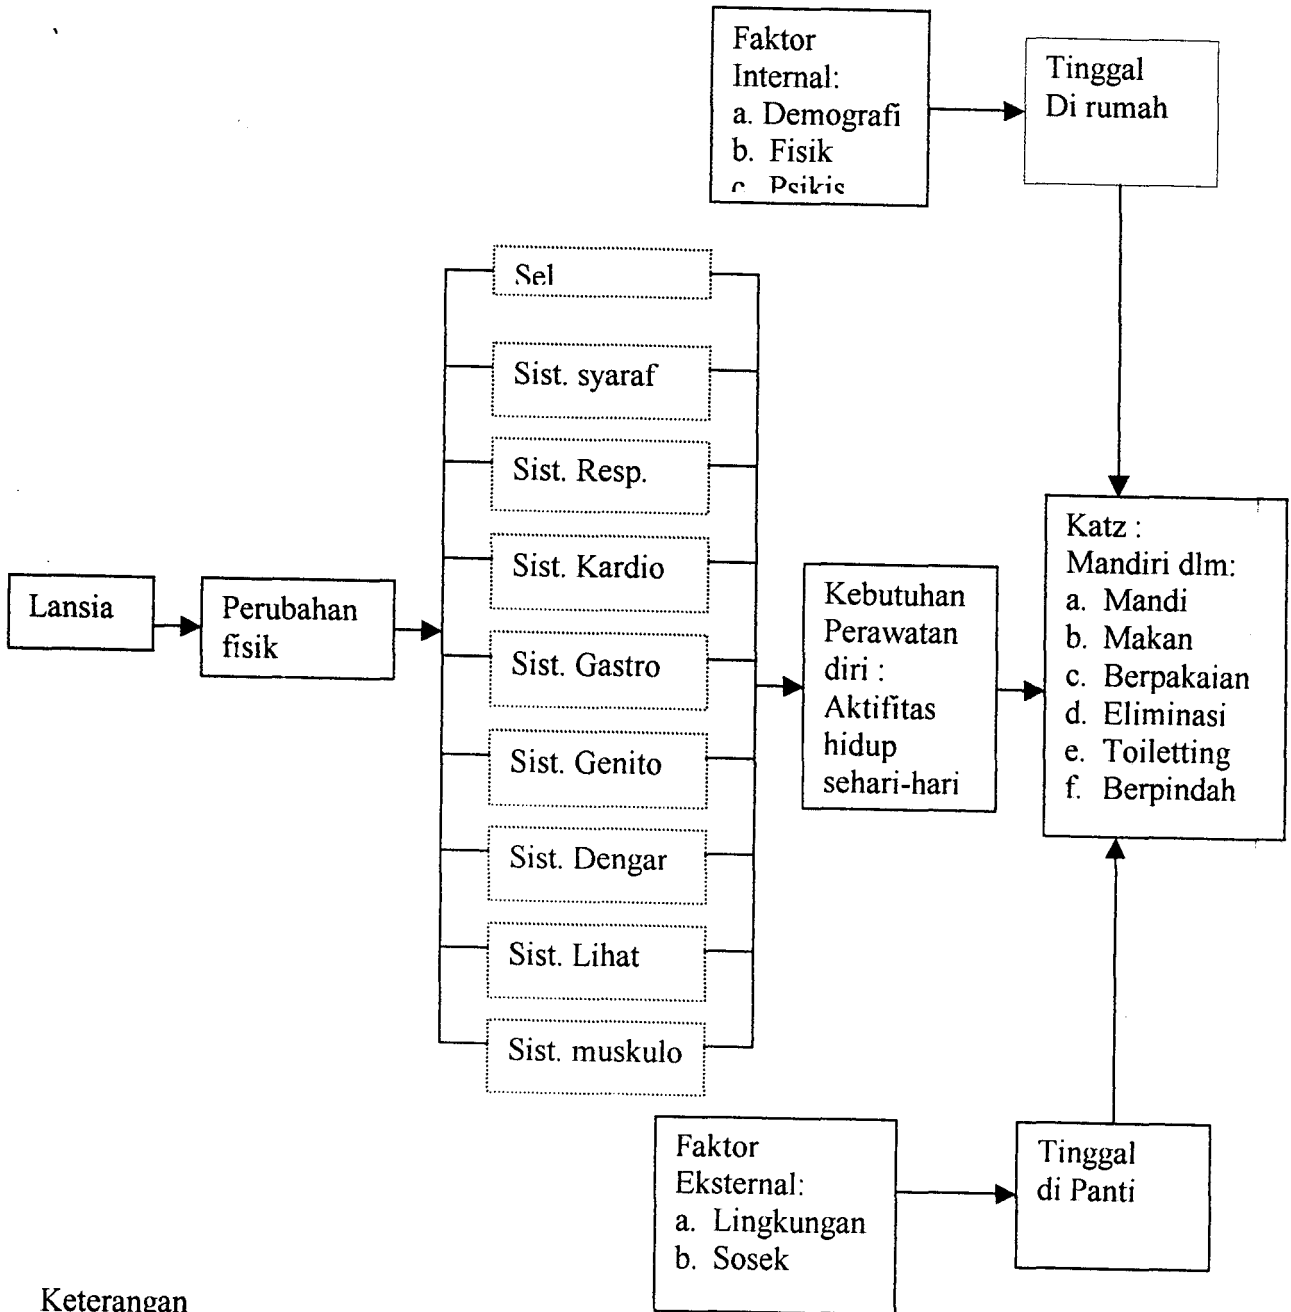 Faktor
Internal:
a. Demografi
b. Fisik
c. Psikis
Tinggal
Di rumah
Sel
Sist. syaraf
Sist. Resp.
Sist. Kardio
Sist. Gastro
Sist. Genito
Sist. Dengar
Sist. Lihat
Sist. muskulo
Lansia
Perubahan
fisik
Kebutuhan
Perawatan
diri :
Aktifitas
hidup
sehari-hari
Katz :
Mandiri dlm:
a. Mandi
b. Makan
c. Berpakaian
d. Eliminasi
e. Toiletting
f. Berpindah
Faktor
Eksternal:
a. Lingkungan
b. Sosek
Tinggal
di Panti
Keterangan